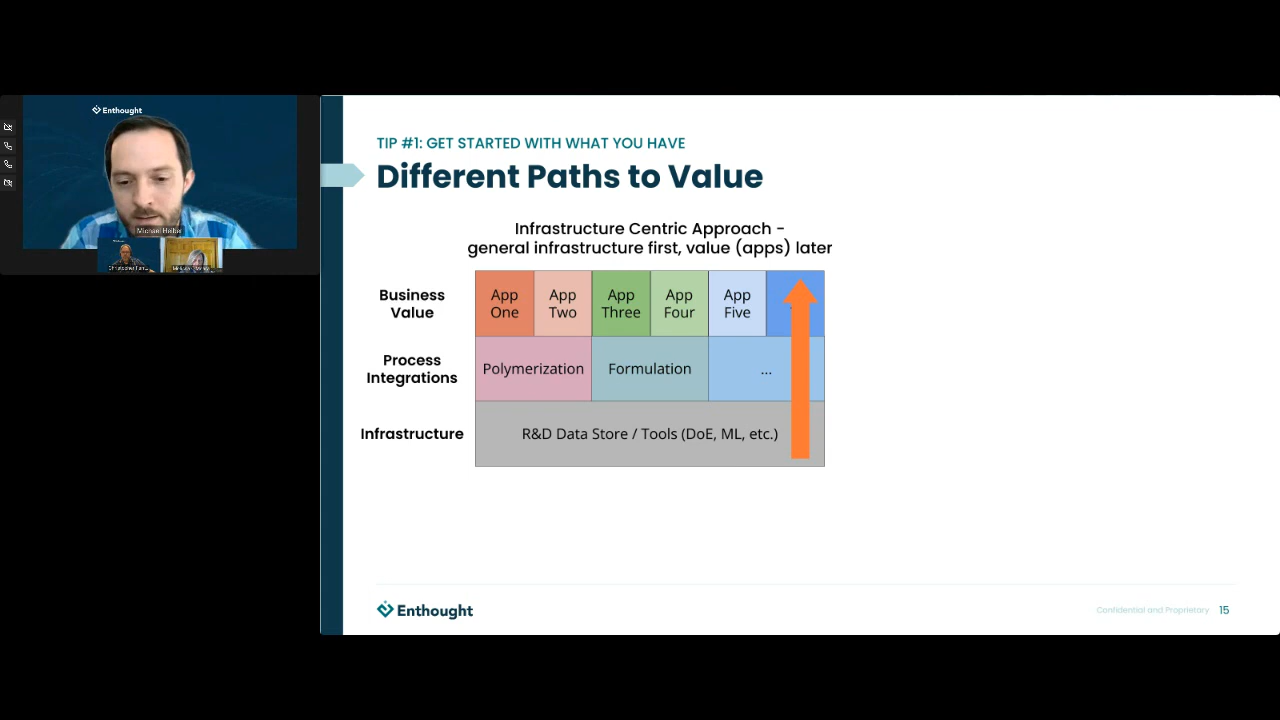 Enthought
Michael Heiber
TIP #1: GET STARTED WITH WHAT YOU HAVE
Different Paths to Value
Infrastructure Centric Approach -
general infrastructure first, value (apps) later
Business
Value
App
One
App
Two
App
Three
App
Four
App
Five
Process
Integrations
Polymerization
Formulation
...
Infrastructure
R&D Data Store / Tools (DoE, ML, etc.)
Enthought
Confidential and Proprietary
15